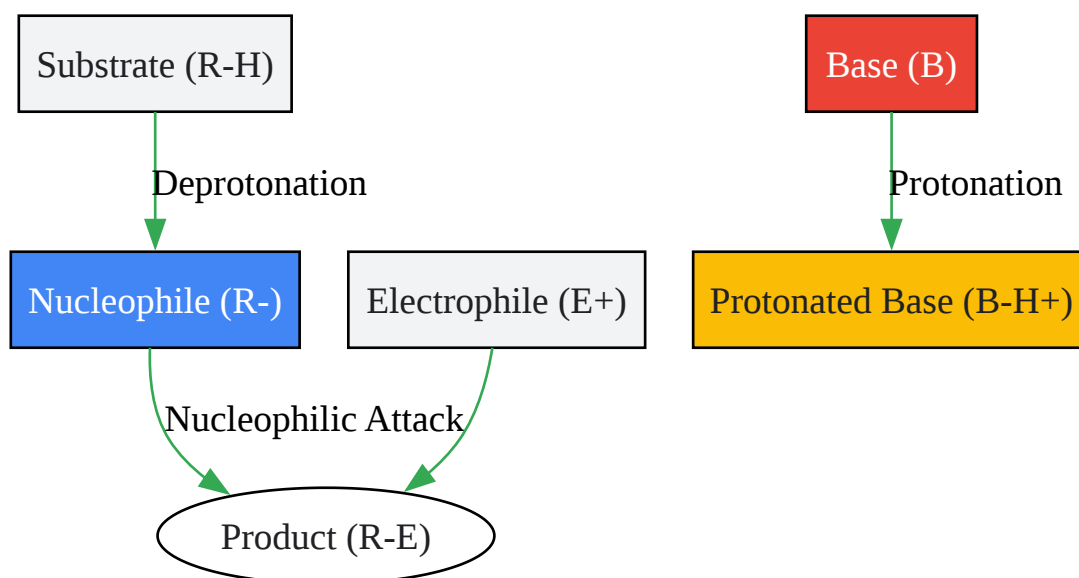 Substrate (R-H)
Base (B)
Deprotonation
Protonation
Nucleophile (R-)
Electrophile (E+)
Protonated Base (B-H+)
Nucleophilic Attack
Product (R-E)